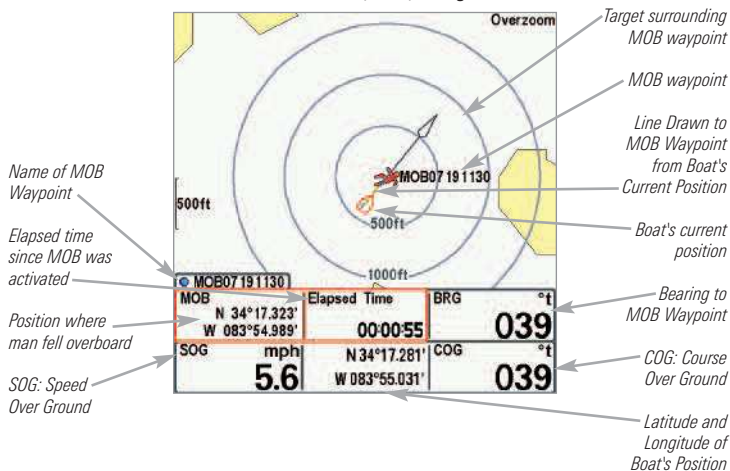 Overzoom
Target surrounding
MOB waypoint
MOB waypoint
Line Drawn to
MOB Waypoint
from Boat's
Current Position
Boat's current
position
Bearing to
MOB Waypoint
COG: Course
Over Ground
Latitude and
Longitude of
Boat's Position
Name of MOB
Waypoint
Elapsed time
since MOB was
activated
Position where
man fell overboard
SOG: Speed
Over Ground
MOB07191130
500ft
500ft
1000ft
MOB07191130
MOB
N 34°17.323'
W 083°54.989'
Elapsed Time
00:00:55
BRG °t
039
SOG mph
5.6
N 34°17.281'
W 083°55.031'
COG °t
039